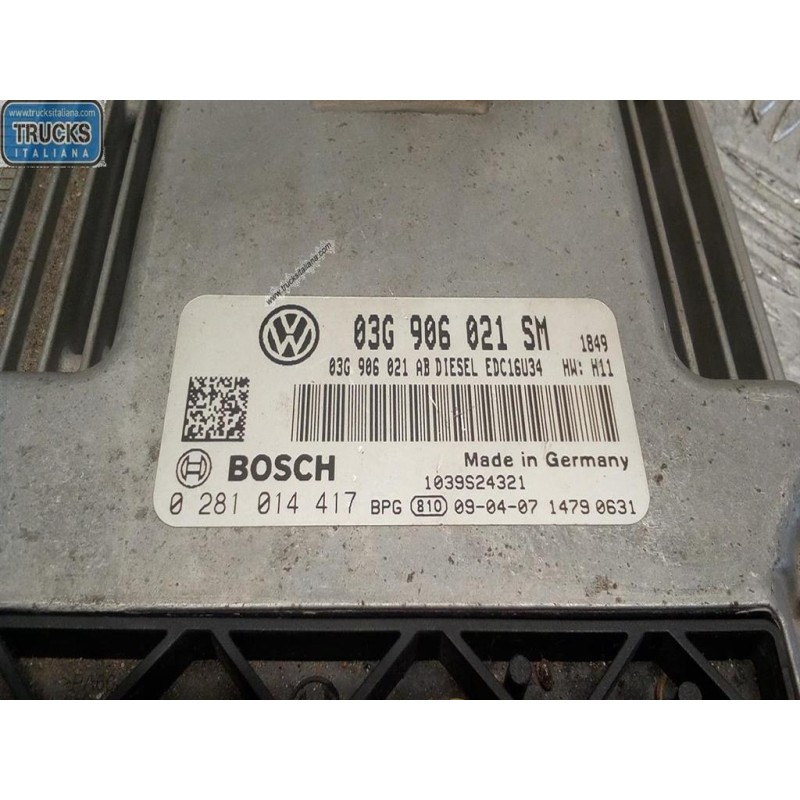 www.trucksitaliana.com
TRUCKS
ITALIANA
www.trucksitaliana.com
03G 906 021 SM 1849
03G 906 021 AB DIESEL EDC16U34 HW: H11
BOSCH
Made in Germany
1039S24321
0 281 014 417 BPG 810 09-04-07 1479 0631